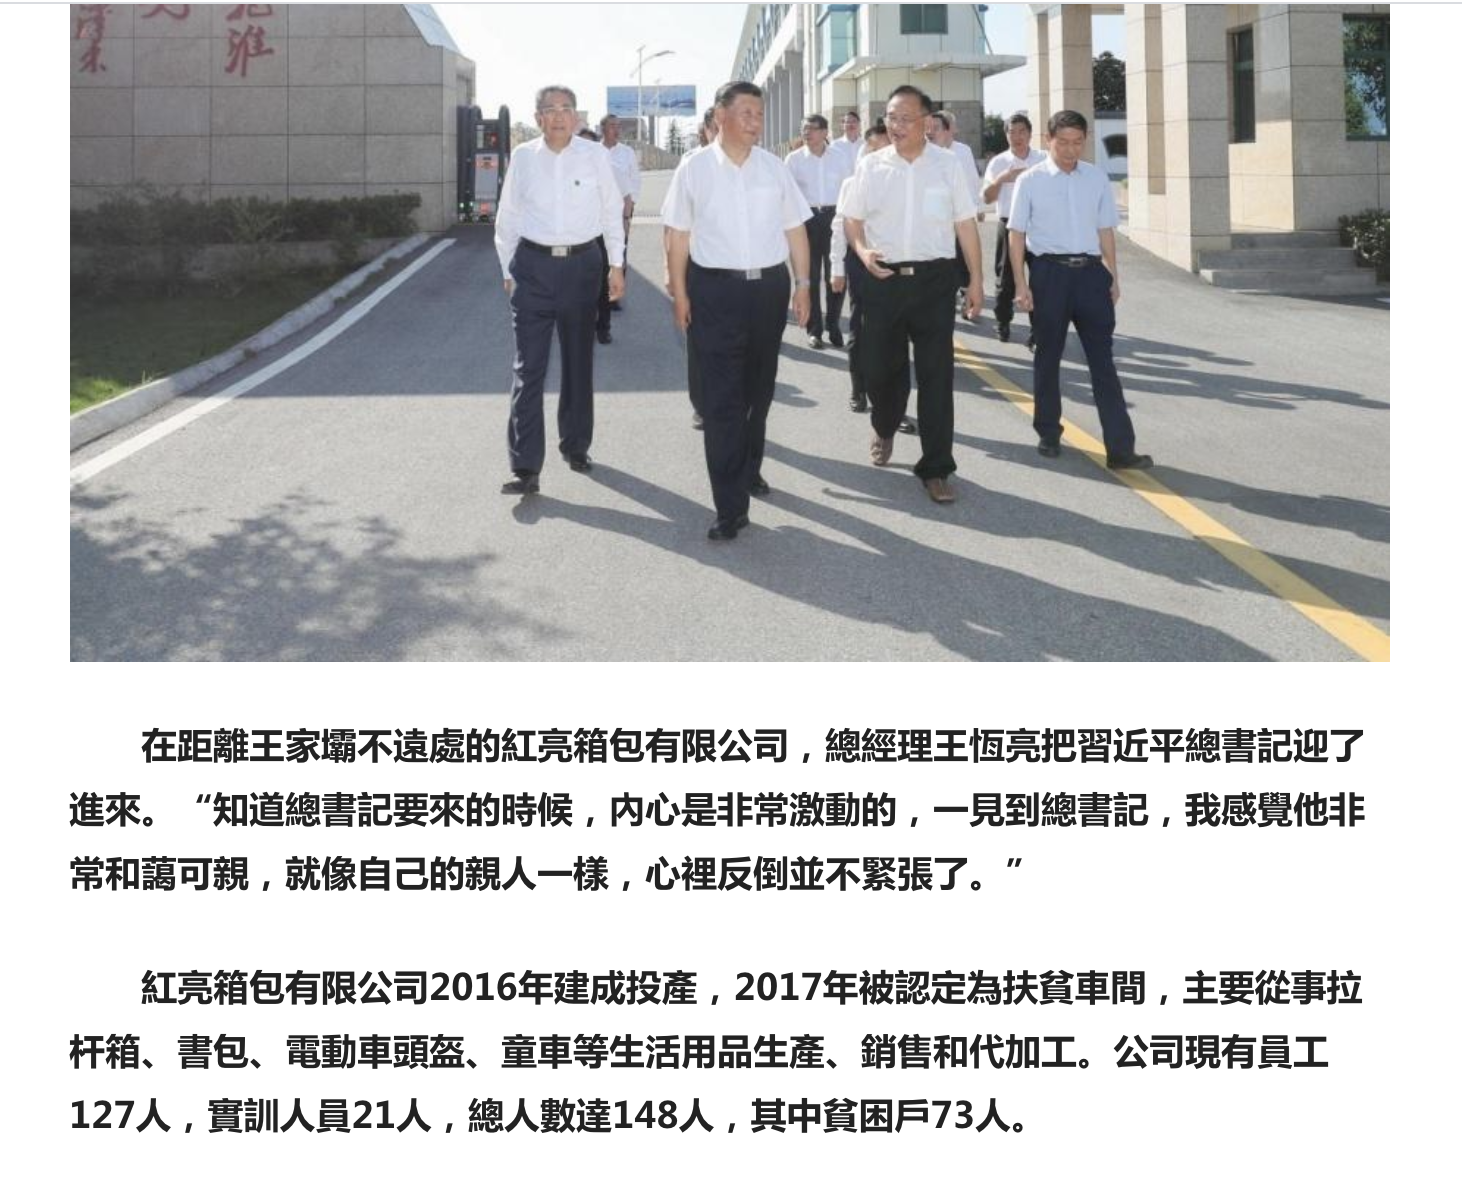 淮
在距離王家壩不遠處的紅亮箱包有限公司，總經理王恆亮把習近平總書記迎了
進來。“知道總書記要來的時候，內心是非常激動的，一見到總書記，我感覺他非
常和藹可親，就像自己的親人一樣，心裡反倒並不緊張了。”
紅亮箱包有限公司2016年建成投產，2017年被認定為扶貧車間，主要從事拉
杆箱、書包、電動車頭盔、童車等生活用品生產、銷售和代加工。公司現有員工
127人，實訓人員21人，總人數達148人，其中貧困戶73人。